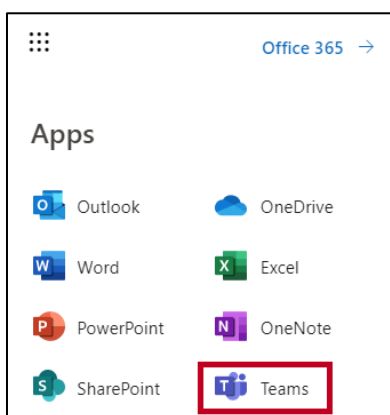 Office 365 →
Apps
Outlook OneDrive
Word Excel
PowerPoint OneNote
SharePoint Teams